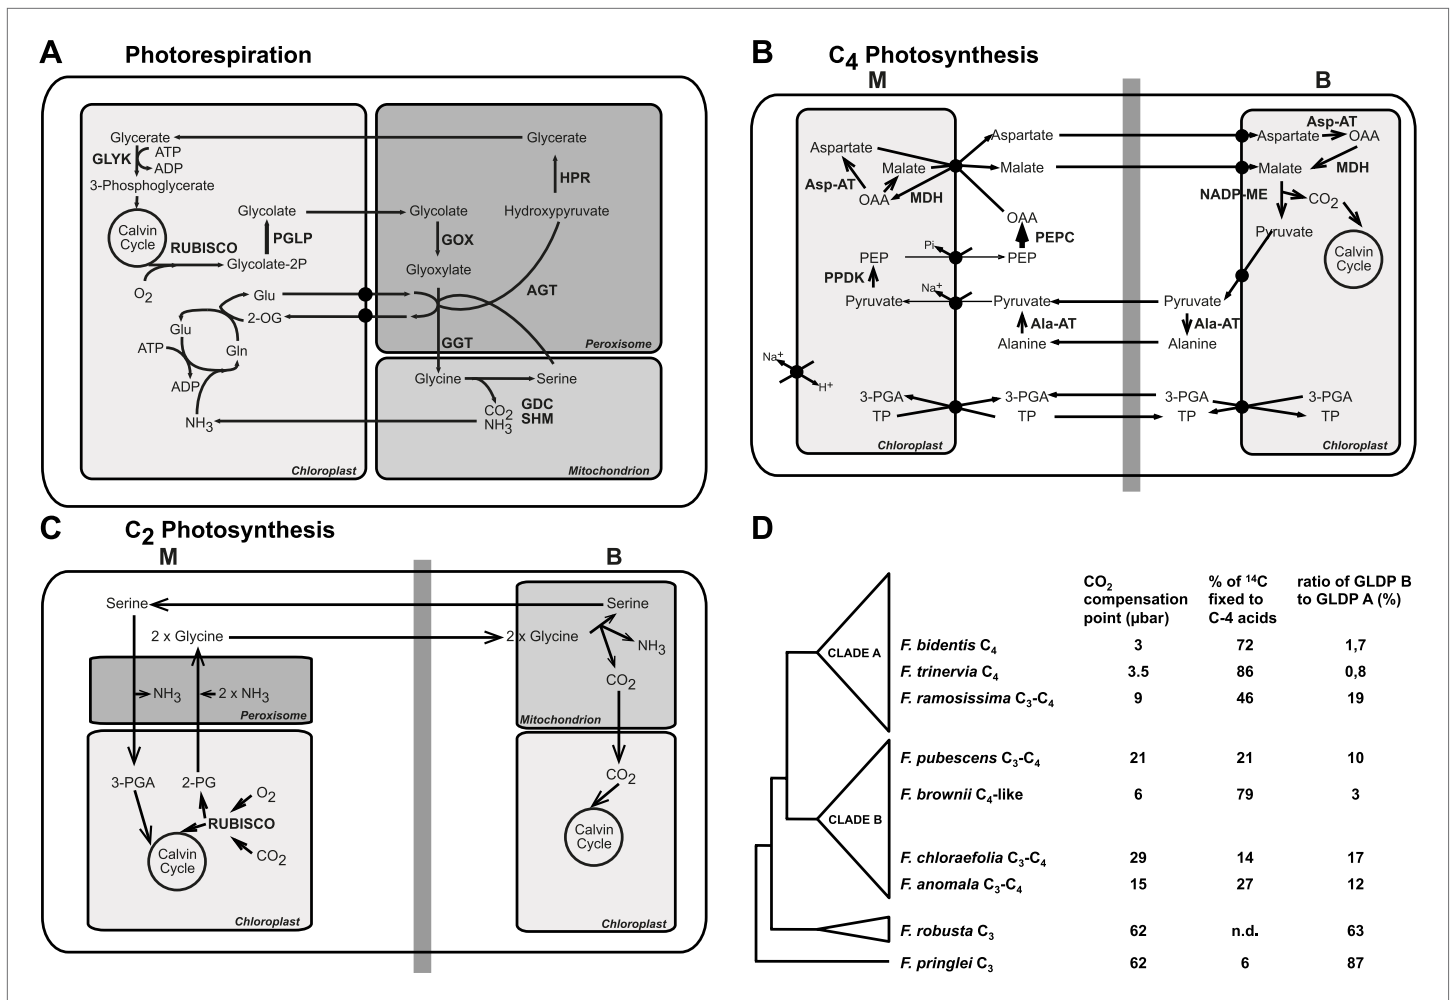 A Photorespiration
Glycerate
Glycerate
GLYK
ATP
ADP
HPR
3-Phosphoglycerate
Glycolate
Glycolate
Hydroxypyruvate
Calvin
Cycle
RUBISCO
PGLP
GOX
Glycolate-2P
Glyoxylate
O2
AGT
Glu
2-OG
Glu
ATP
Gln
GGT
Peroxisome
ADP
Glycine
Serine
CO2
NH3
GDC
SHM
NH3
Chloroplast
Mitochondrion
B C4 Photosynthesis
M
B
Asp-AT
Aspartate
Aspartate
OAA
Aspartate
Malate
Malate
Malate
MDH
Asp-AT
OAA
MDH
NADP-ME
CO2
OAA
PEPC
Pyruvate
Calvin
Cycle
Pi
PEP
PEP
PPDK
Na+
Pyruvate
Pyruvate
Pyruvate
Ala-AT
Ala-AT
Alanine
Alanine
Na+
H+
3-PGA
3-PGA
3-PGA
3-PGA
TP
TP
TP
TP
Chloroplast
Chloroplast
C C2 Photosynthesis
M
B
Serine
Serine
2 x Glycine
2 x Glycine
NH3
CO2
NH3
2 x NH3
Peroxisome
Mitochondrion
3-PGA
2-PG
O2
CO2
RUBISCO
Calvin
Cycle
CO2
Calvin
Cycle
Chloroplast
Chloroplast
D
CO2
compensation
point (µbar)
% of 14C
fixed to
C-4 acids
ratio of GLDP B
to GLDP A (%)
CLADE A
F. bidentis C4 3 72 1,7
F. trinervia C4 3.5 86 0,8
F. ramosissima C3-C4 9 46 19
F. pubescens C3-C4 21 21 10
F. brownii C4-like 6 79 3
CLADE B
F. chloraefolia C3-C4 29 14 17
F. anomala C3-C4 15 27 12
F. robusta C3 62 n.d. 63
F. pringlei C3 62 6 87